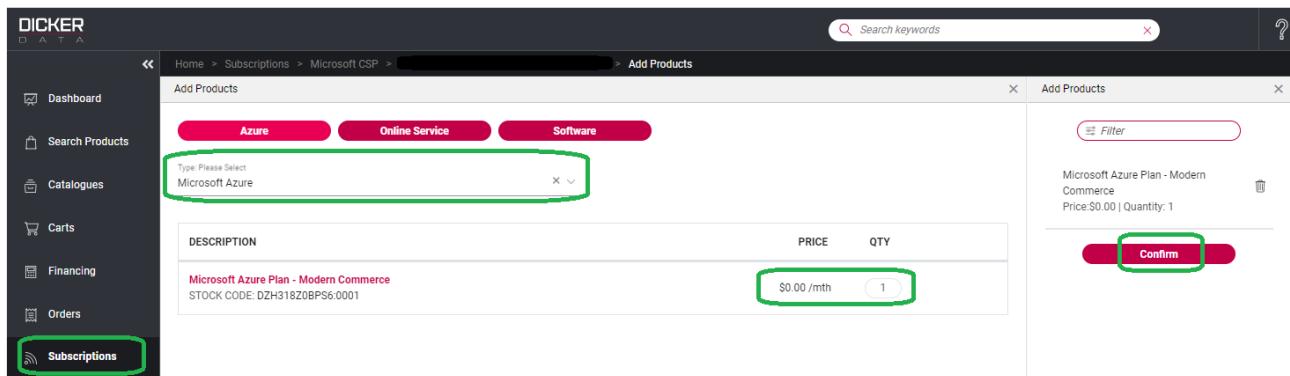 DICKER
DATA
Search keywords
Home > Subscriptions > Microsoft CSP > > Add Products
Dashboard
Search Products
Catalogues
Carts
Financing
Orders
Subscriptions
Add Products
Azure
Online Service
Software
Type: Please Select
Microsoft Azure
DESCRIPTION PRICE QTY
Microsoft Azure Plan - Modern Commerce
STOCK CODE: DZH318Z0BPS6:0001
$0.00 /mth 1
Add Products
Filter
Microsoft Azure Plan - Modern
Commerce
Price:$0.00 | Quantity: 1
Confirm